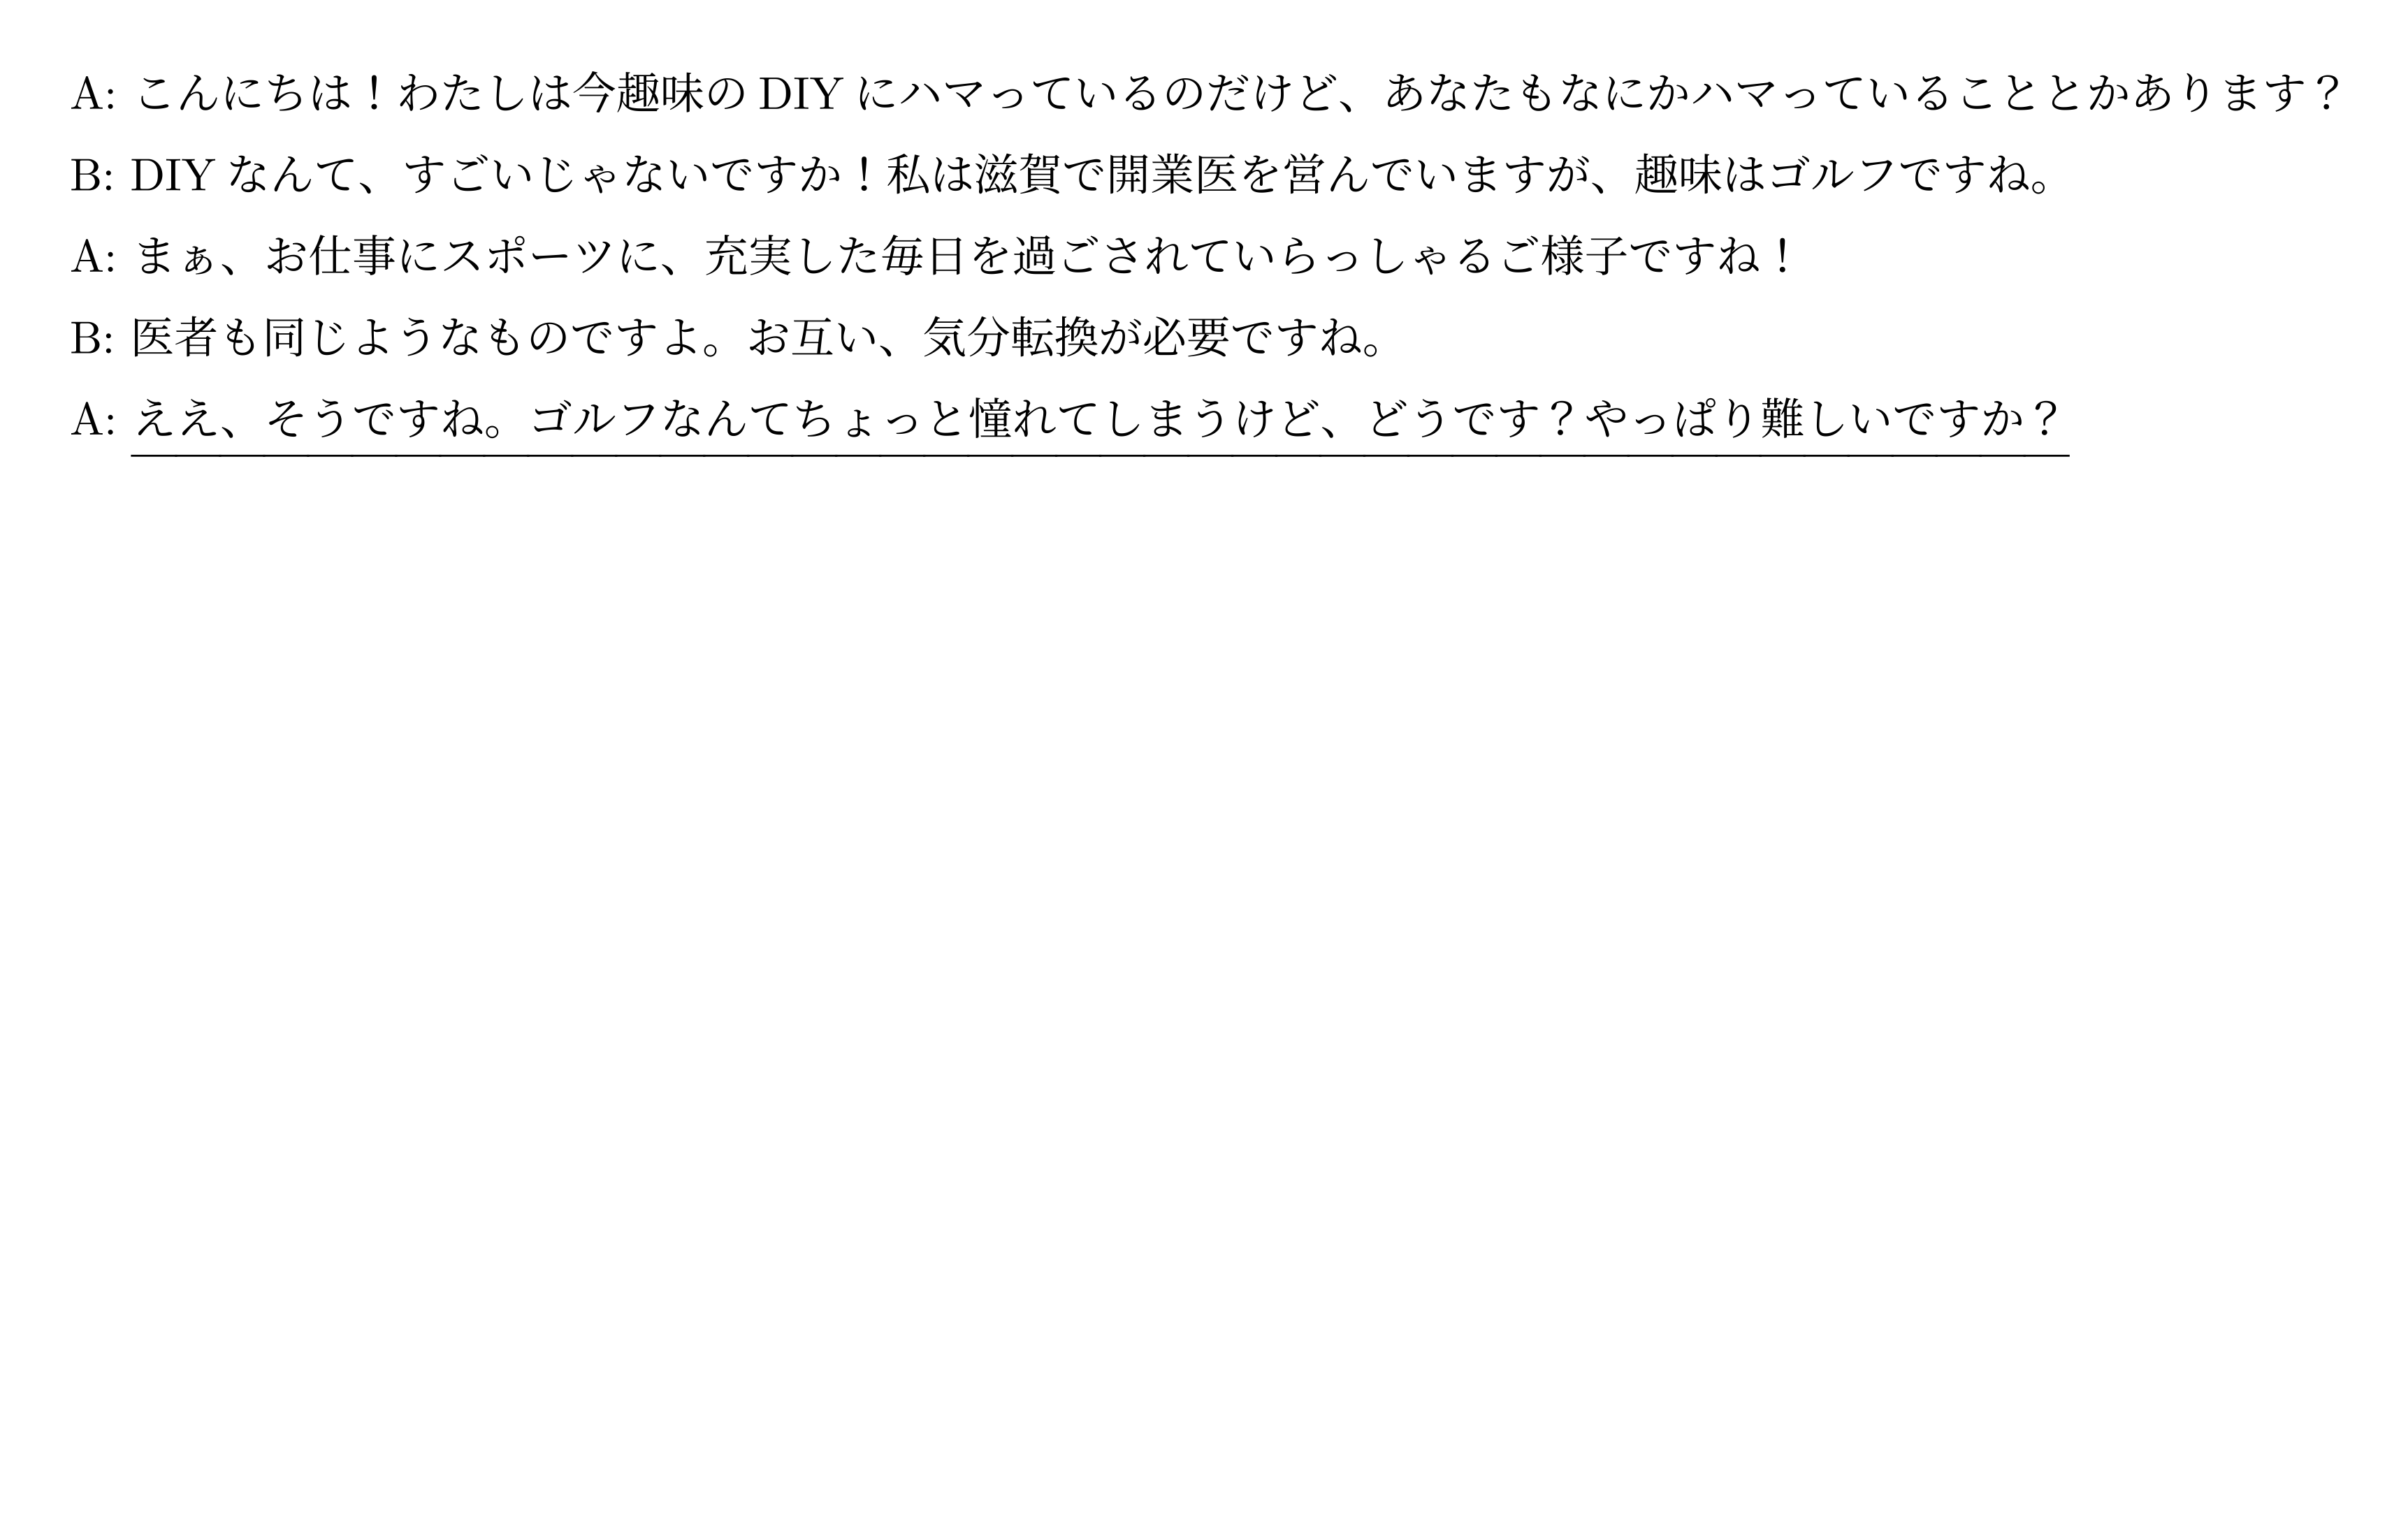 A: こんにちは！わたしは今趣味の DIY にハマっているのだけど、あなたもなにかハマっていることとかあります？
B: DIY なんて、すごいじゃないですか！私は滋賀で開業医を営んでいますが、趣味はゴルフですね。
A: まぁ、お仕事にスポーツに、充実した毎日を過ごされていらっしゃるご様子ですね！
B: 医者も同じようなものですよ。お互い、気分転換が必要ですね。
A: ええ、そうですね。ゴルフなんてちょっと憧れてしまうけど、どうです？やっぱり難しいですか？